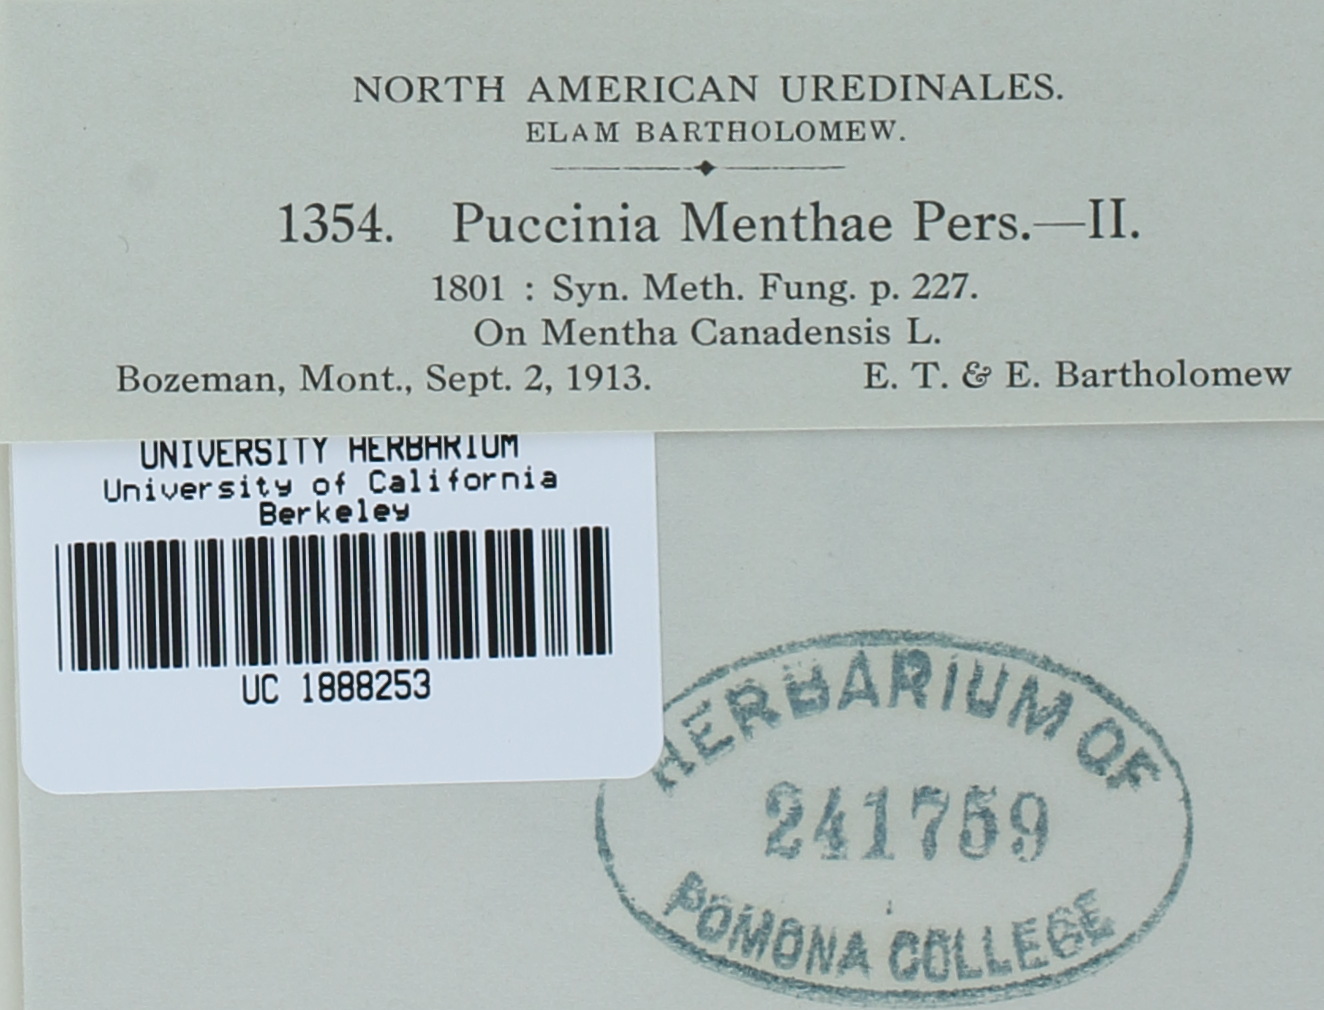 NORTH AMERICAN UREDINALES.
ELAM BARTHOLOMEW.
1354. Puccinia Menthae Pers.—II.
1801 : Syn. Meth. Fung. p. 227.
On Mentha Canadensis L.
Bozeman, Mont., Sept. 2, 1913. E. T. & E. Bartholomew
UNIVERSITY HERBARIUM
University of California
Berkeley
UC 1888253
HERBARIUM OF
241759
POMONA COLLEGE